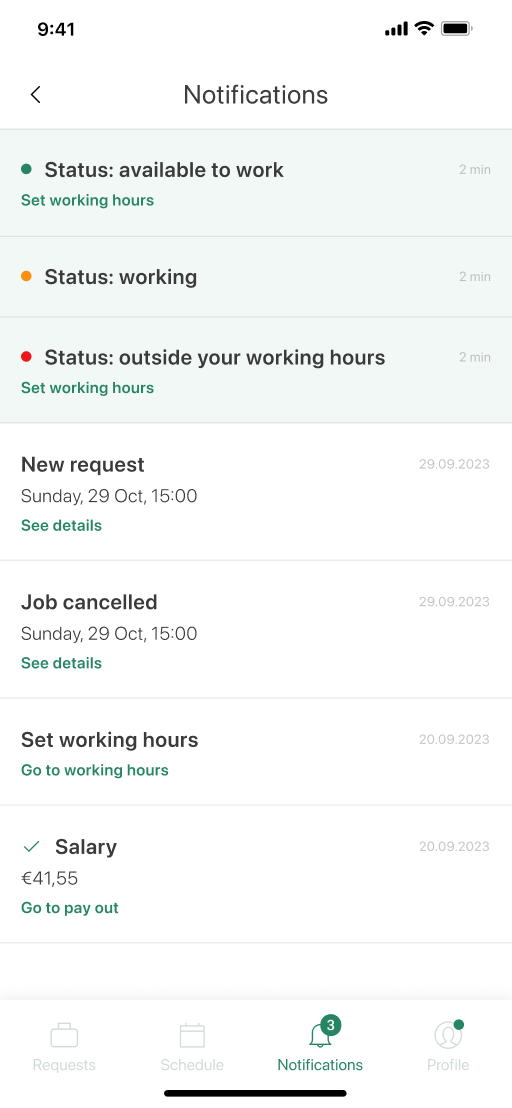 9:41
Notifications
Status: available to work 2 min
Set working hours
Status: working 2 min
Status: outside your working hours 2 min
Set working hours
New request 29.09.2023
Sunday, 29 Oct, 15:00
See details
Job cancelled 29.09.2023
Sunday, 29 Oct, 15:00
See details
Set working hours 20.09.2023
Go to working hours
Salary 20.09.2023
€41,55
Go to pay out
3
Requests Schedule Notifications Profile